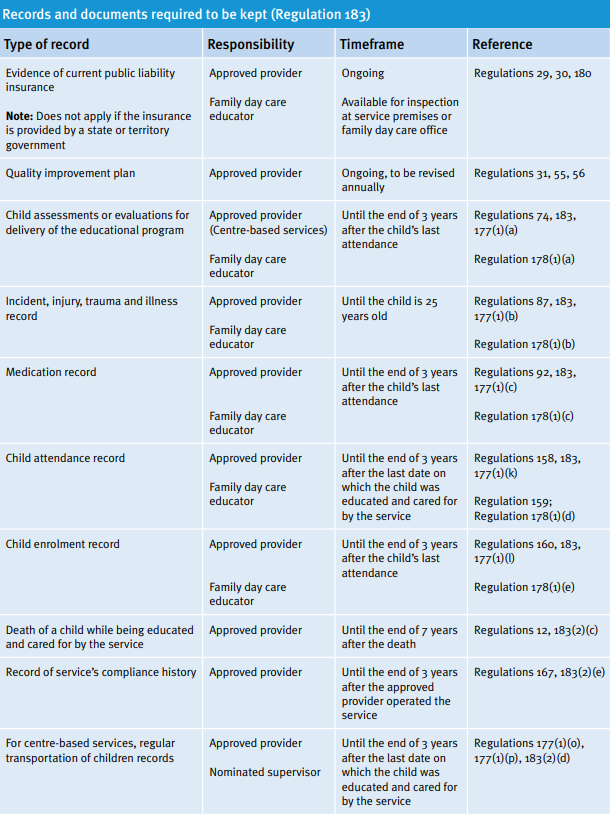 Records and documents required to be kept (Regulation 183)
Type of record
Responsibility
Timeframe
Reference
Evidence of current public liability
insurance
Note: Does not apply if the insurance
is provided by a state or territory
government
Approved provider
Family day care
educator
Ongoing
Available for inspection
at service premises or
family day care office
Regulations 29, 30, 180
Quality improvement plan
Approved provider
Ongoing, to be revised
annually
Regulations 31, 55, 56
Child assessments or evaluations for
delivery of the educational program
Approved provider
(Centre-based services)
Family day care
educator
Until the end of 3 years
after the child’s last
attendance
Regulations 74, 183,
177(1)(a)
Regulation 178(1)(a)
Incident, injury, trauma and illness
record
Approved provider
Family day care
educator
Until the child is 25
years old
Regulations 87, 183,
177(1)(b)
Regulation 178(1)(b)
Medication record
Approved provider
Family day care
educator
Until the end of 3 years
after the child’s last
attendance
Regulations 92, 183,
177(1)(c)
Regulation 178(1)(c)
Child attendance record
Approved provider
Family day care
educator
Until the end of 3 years
after the last date on
which the child was
educated and cared for
by the service
Regulations 158, 183,
177(1)(k)
Regulation 159;
Regulation 178(1)(d)
Child enrolment record
Approved provider
Family day care
educator
Until the end of 3 years
after the child’s last
attendance
Regulations 160, 183,
177(1)(l)
Regulation 178(1)(e)
Death of a child while being educated
and cared for by the service
Approved provider
Until the end of 7 years
after the death
Regulations 12, 183(2)(c)
Record of service’s compliance history
Approved provider
Until the end of 3 years
after the approved
provider operated the
service
Regulations 167, 183(2)(e)
For centre-based services, regular
transportation of children records
Approved provider
Nominated supervisor
Until the end of 3 years
after the last date on
which the child was
educated and cared for
by the service
Regulations 177(1)(o),
177(1)(p), 183(2)(d)